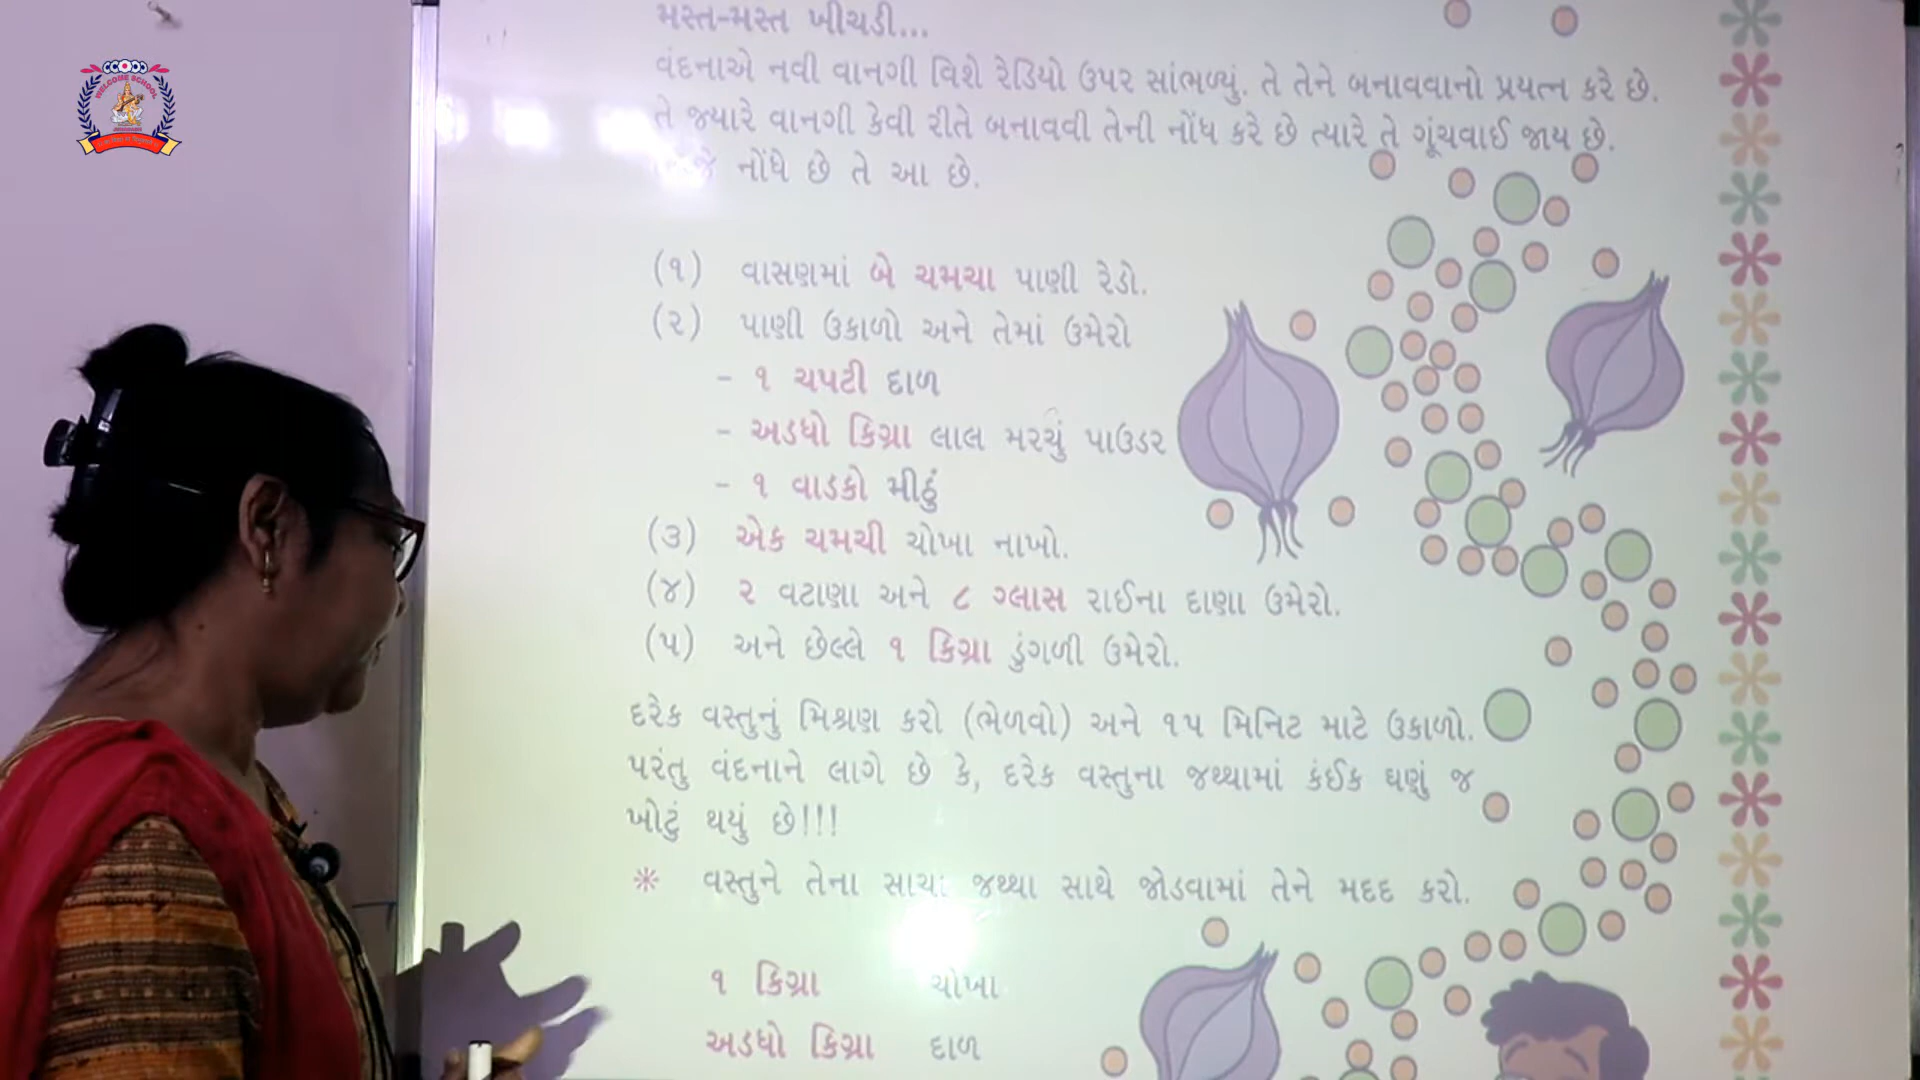 WELCOME SCHOOL
મસ્ત-મસ્ત ખીચડી...
વંદનાએ નવી વાનગી વિશે રેડિયો ઉપર સાંભળ્યું. તે તેને બનાવવાનો પ્રયત્ન કરે છે.
તે જ્યારે વાનગી કેવી રીતે બનાવવી તેની નોંધ કરે છે ત્યારે તે ગૂંચવાઈ જાય છે.
જે નોંધે છે તે આ છે.
(૧) વાસણમાં બે ચમચા પાણી રેડો.
(૨) પાણી ઉકાળો અને તેમાં ઉમેરો
- ૧ ચપટી દાળ
- અડધો કિગ્રા લાલ મરચું પાઉડર
- ૧ વાડકો મીઠું
(૩) એક ચમચી ચોખા નાખો.
(૪) ૨ વટાણા અને ૮ ગ્લાસ રાઈના દાણા ઉમેરો.
(૫) અને છેલ્લે ૧ કિગ્રા ડુંગળી ઉમેરો.
દરેક વસ્તુનું મિશ્રણ કરો (ભેળવો) અને ૧૫ મિનિટ માટે ઉકાળો.
પરંતુ વંદનાને લાગે છે કે, દરેક વસ્તુના જથ્થામાં કંઈક ઘણું જ
ખોટું થયું છે!!!
* વસ્તુને તેના સાચા જથ્થા સાથે જોડવામાં તેને મદદ કરો.
૧ કિગ્રા ચોખા
અડધો કિગ્રા દાળ